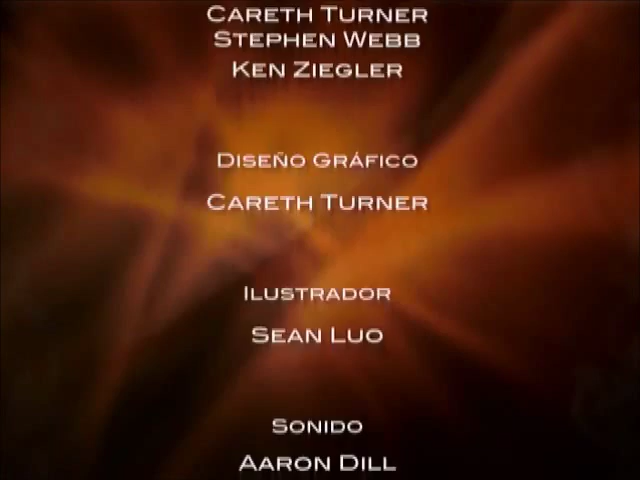 Careth Turner
Stephen Webb
Ken Ziegler
Diseño Gráfico
Careth Turner
Ilustrador
Sean Luo
Sonido
Aaron Dill